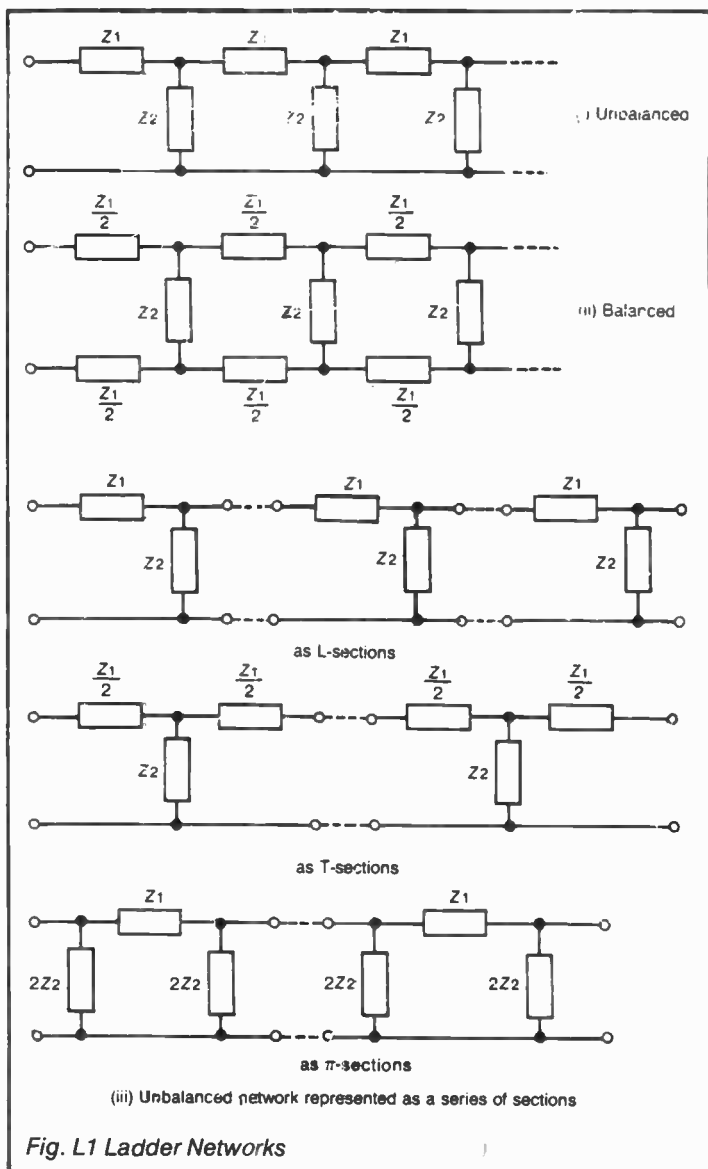 Z1 Z1 Z1
Z2 Z2 Z2
(i) Unbalanced
Z1/2 Z1/2 Z1/2
Z2 Z2 Z2
(ii) Balanced
Z1/2 Z1/2 Z1/2
Z1 Z1 Z1
Z2 Z2 Z2
as L-sections
Z1/2 Z1/2 Z1/2 Z1/2
Z2 Z2
as T-sections
Z1 Z1
2Z2 2Z2 2Z2 2Z2
as π-sections
(iii) Unbalanced network represented as a series of sections
Fig. L1 Ladder Networks